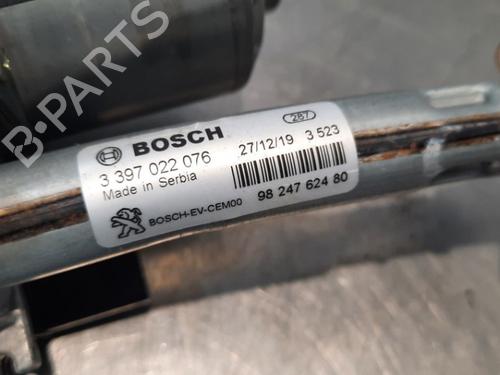 BOSCH
3 397 022 076
Made in Serbia
BOSCH-EV-CEM00
257
27/12/19 3 523
98 247 624 80
B-PARTS